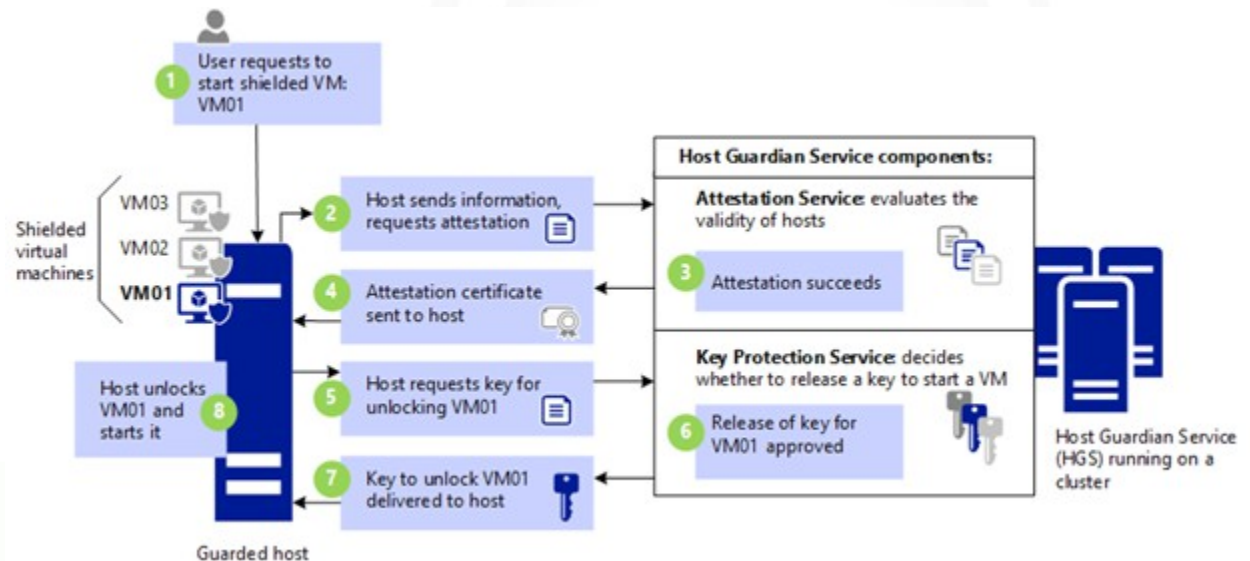 1
User requests to
start shielded VM:
VM01
Shielded
virtual
machines
VM03
VM02
VM01
2
Host sends information,
requests attestation
Host Guardian Service components:
Attestation Service: evaluates the
validity of hosts
3
Attestation succeeds
4
Attestation certificate
sent to host
5
Host requests key for
unlocking VM01
Key Protection Service: decides
whether to release a key to start a VM
6
Release of key for
VM01 approved
7
Key to unlock VM01
delivered to host
Host unlocks
VM01 and
starts it
8
Guarded host
Host Guardian Service
(HGS) running on a
cluster